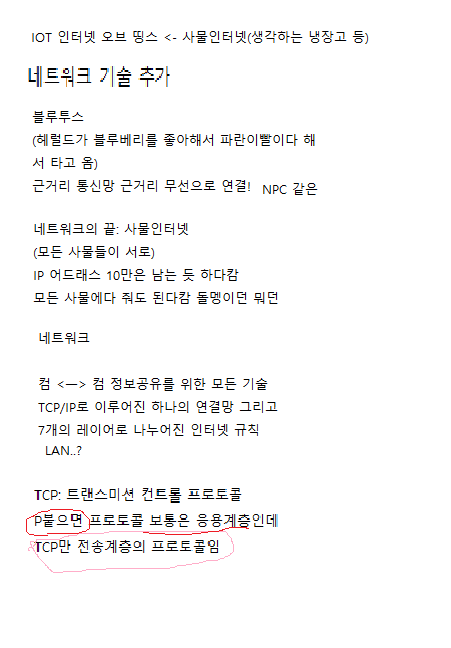 IOT 인터넷 오브 띵스 <- 사물인터넷(생각하는 냉장고 등)
네트워크 기술 추가
블루투스
(헤럴드가 블루베리를 좋아해서 파란이빨이다 해
서 타고 옴)
근거리 통신망 근거리 무선으로 연결! NPC 같은
네트워크의 끝: 사물인터넷
(모든 사물들이 서로)
IP 어드래스 10만은 남는 듯 하다캄
모든 사물에다 줘도 된다캄 돌멩이던 뭐던
네트워크
컴 <—> 컴 정보공유를 위한 모든 기술
TCP/IP로 이루어진 하나의 연결망 그리고
7개의 레이어로 나누어진 인터넷 규칙
LAN..?
TCP: 트랜스미션 컨트롤 프로토콜
P붙으면 프로토콜 보통은 응용계층인데
TCP만 전송계층의 프로토콜임